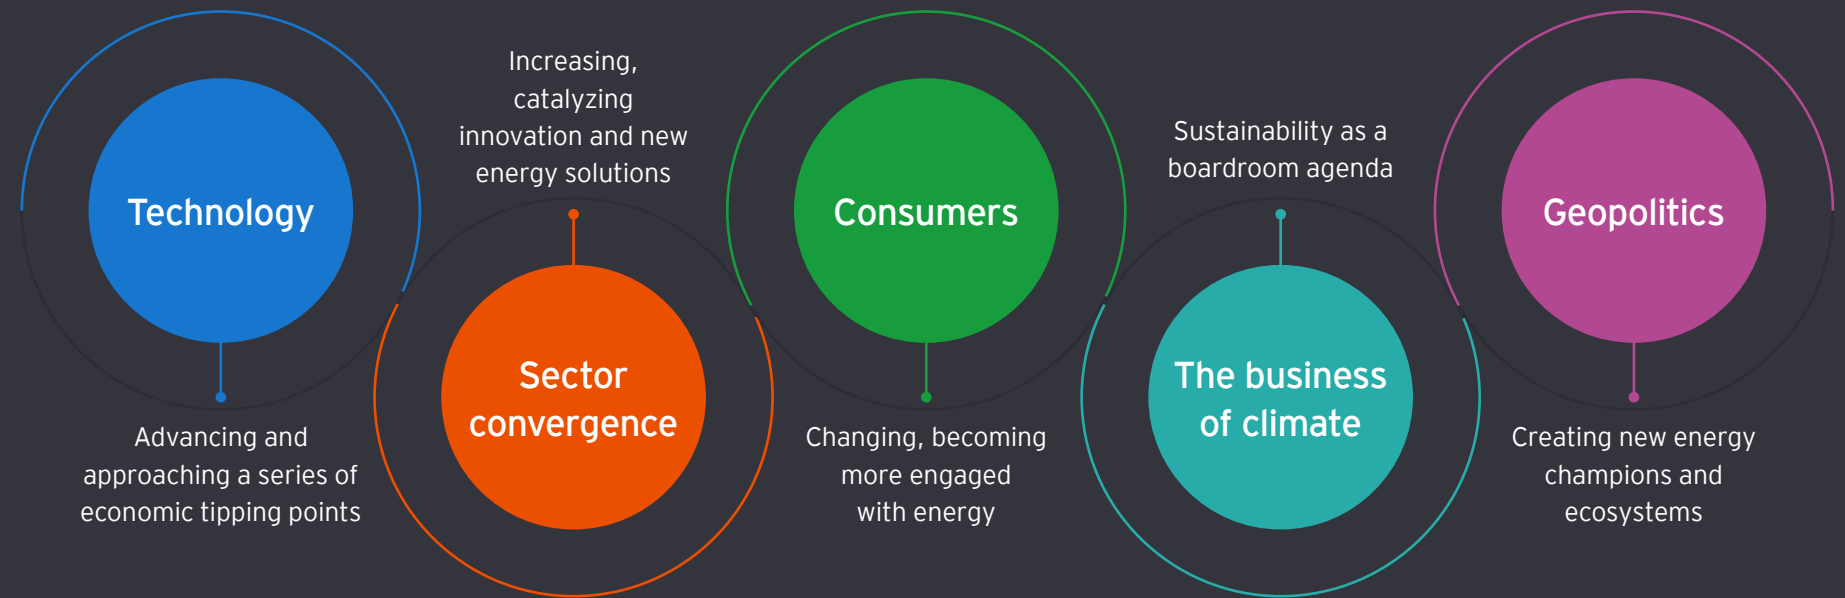 Technology
Advancing and
approaching a series of
economic tipping points
Increasing,
catalyzing
innovation and new
energy solutions
Sector
convergence
Consumers
Changing, becoming
more engaged
with energy
Sustainability as a
boardroom agenda
The business
of climate
Geopolitics
Creating new energy
champions and
ecosystems